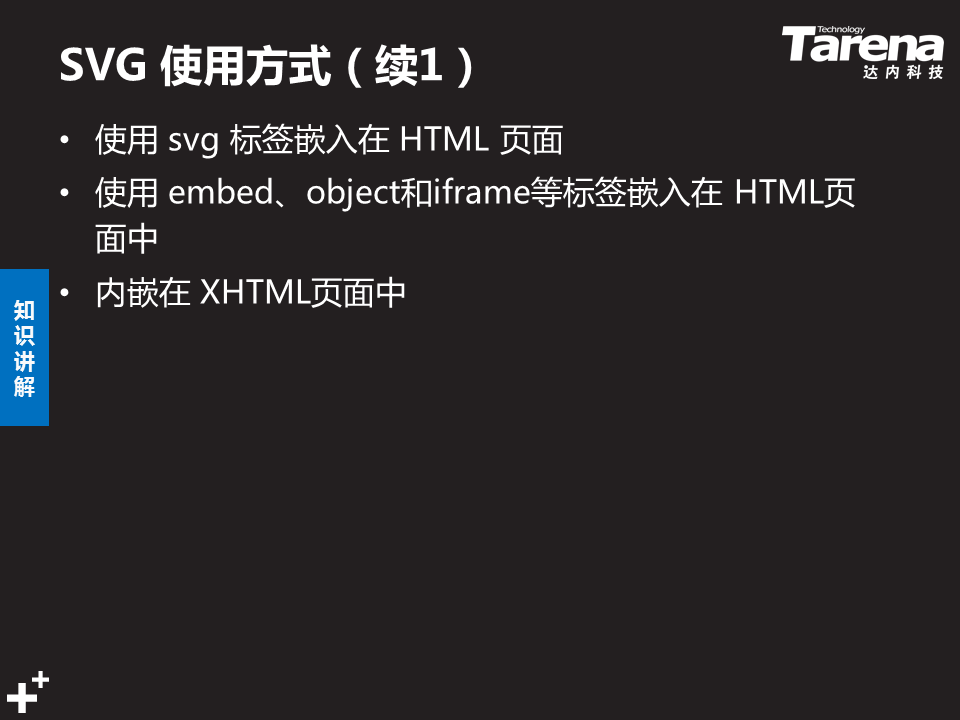 SVG 使用方式（续1）
Technology
Tarena
达内科技
• 使用 svg 标签嵌入在 HTML 页面
• 使用 embed、object和iframe等标签嵌入在 HTML页
面中
• 内嵌在 XHTML页面中
知
识
讲
解